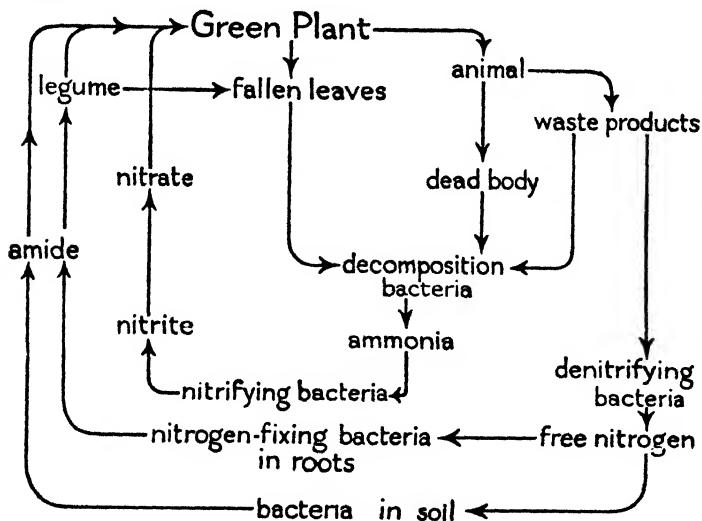 Green Plant
legume
fallen leaves
animal
waste products
nitrate
dead body
amide
decomposition
bacteria
nitrite
ammonia
denitrifying
bacteria
nitrifying bacteria
nitrogen-fixing bacteria
in roots
free nitrogen
bacteria in soil